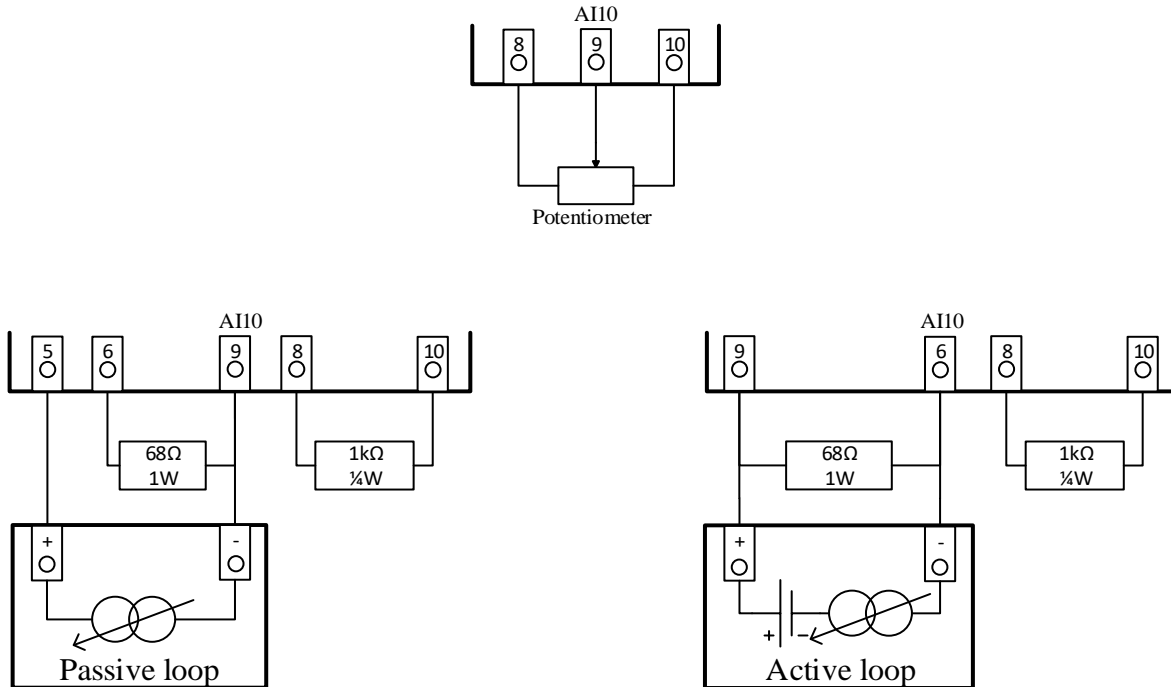 AI10
8 9 10
Potentiometer
AI10
5 6 9 8 10
68Ω 1kΩ
1W ¼W
+ -
Passive loop
AI10
9 6 8 10
68Ω 1kΩ
1W ¼W
+ -
+ -
Active loop